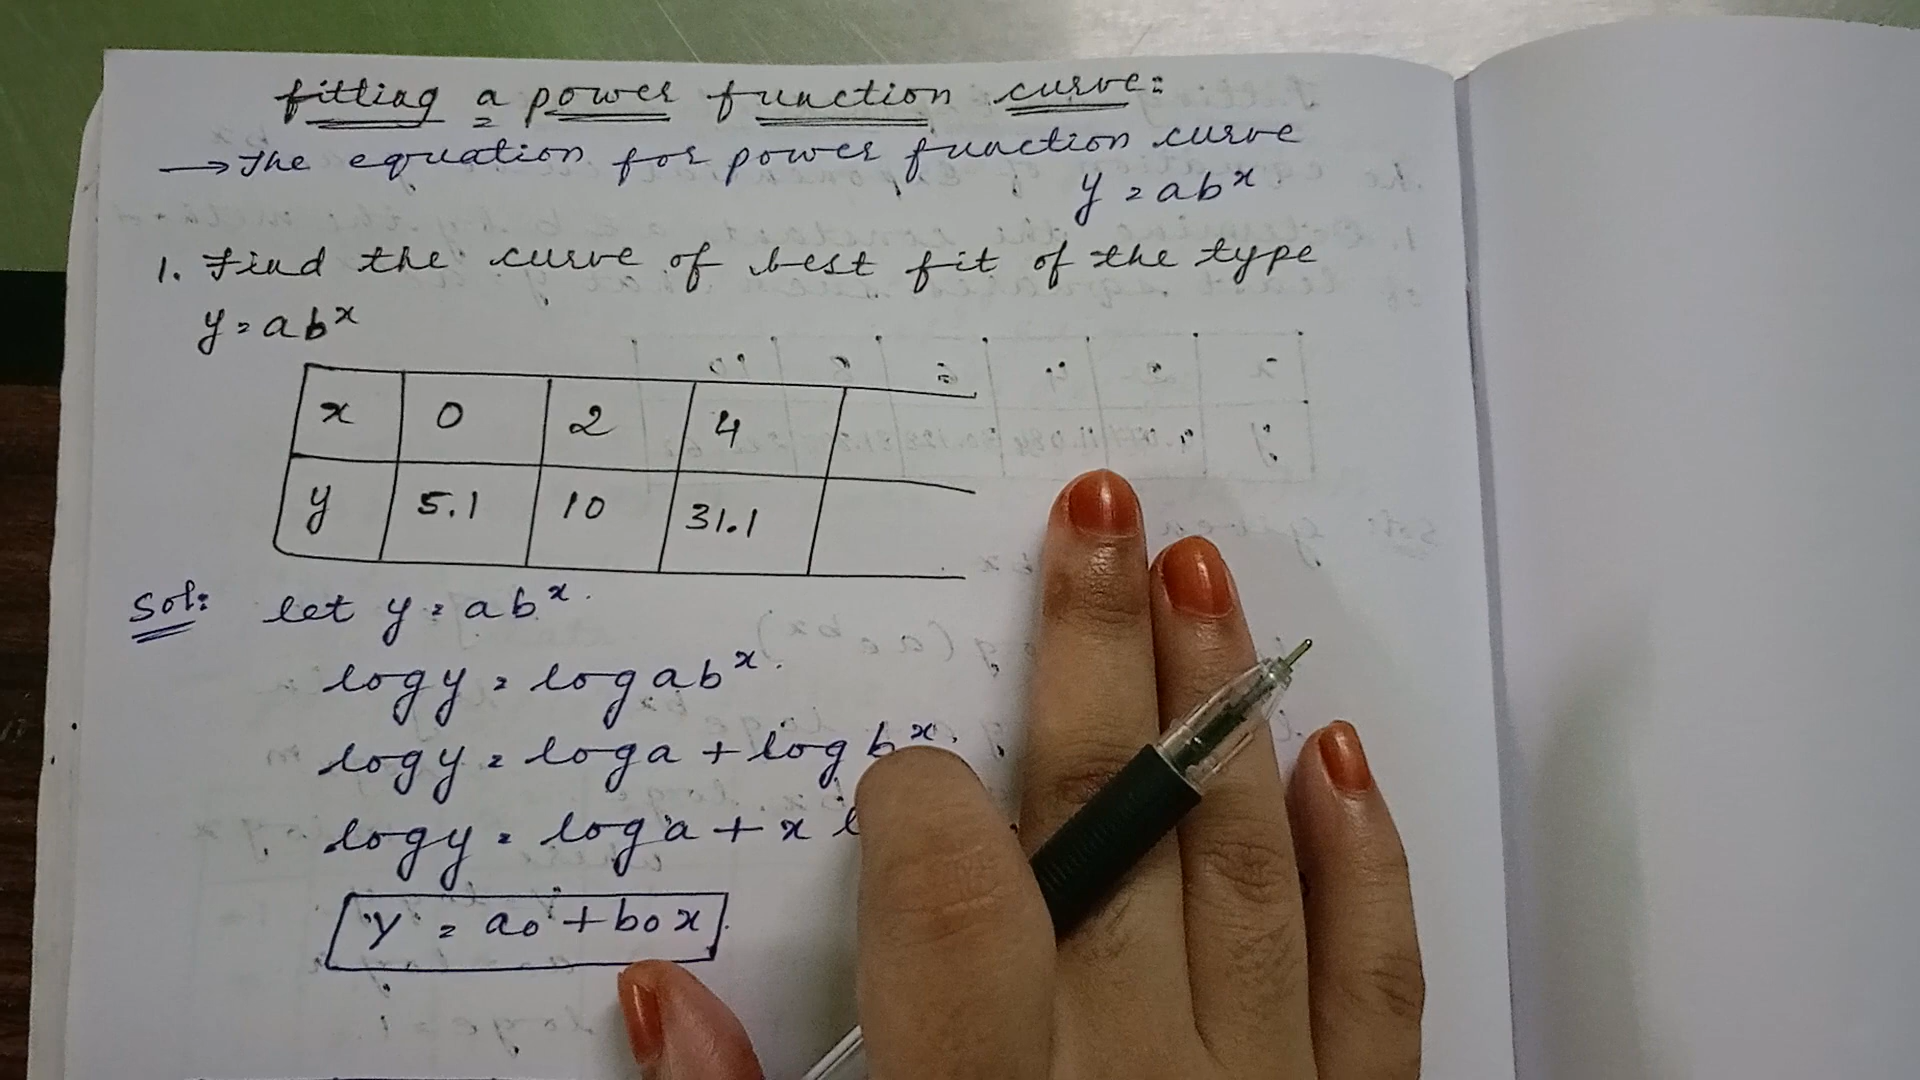 fitting a power function curve:
→ The equation for power function curve
y = ab^x
1. Find the curve of best fit of the type
y = ab^x
x 0 2 4
y 5.1 10 31.1
Sol: let y = ab^x.
log y = log ab^x.
log y = log a + log b^x.
log y = log a + x
Y = a0 + b0 x